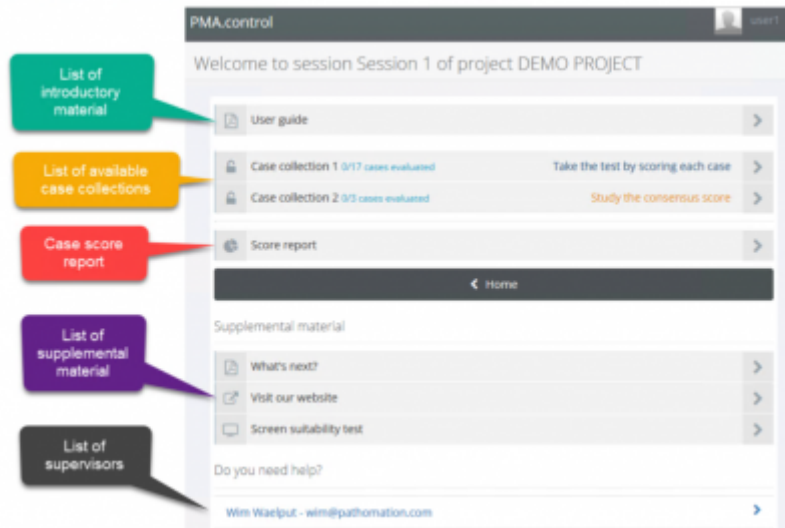 PMA.control
user1
Welcome to session Session 1 of project DEMO PROJECT
List of
introductory
material
User guide
List of available
case collections
Case collection 1 0/17 cases evaluated
Take the test by scoring each case
Case collection 2 0/3 cases evaluated
Study the consensus score
Case score
report
Score report
Home
Supplemental material
List of
supplemental
material
What's next?
Visit our website
Screen suitability test
List of
supervisors
Do you need help?
Wim Waelput - wim@pathomation.com